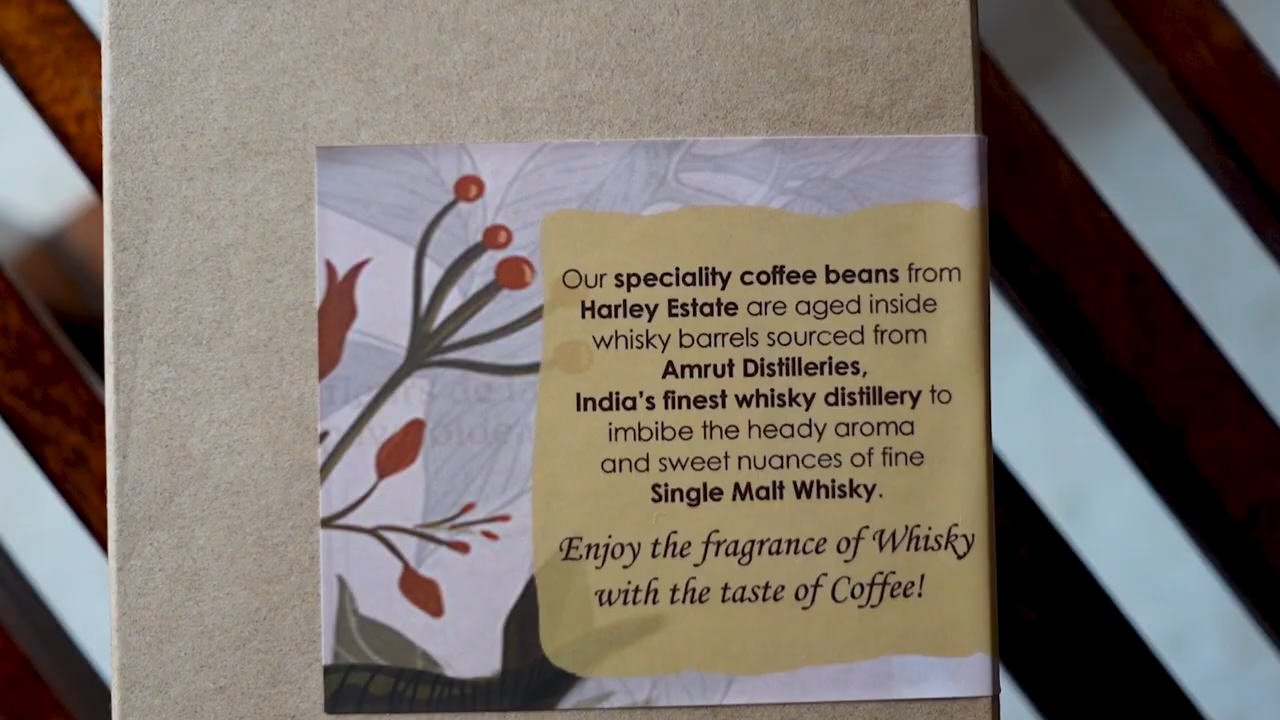 Our speciality coffee beans from
Harley Estate are aged inside
whisky barrels sourced from
Amrut Distilleries,
India's finest whisky distillery to
imbibe the heady aroma
and sweet nuances of fine
Single Malt Whisky.
Enjoy the fragrance of Whisky
with the taste of Coffee!